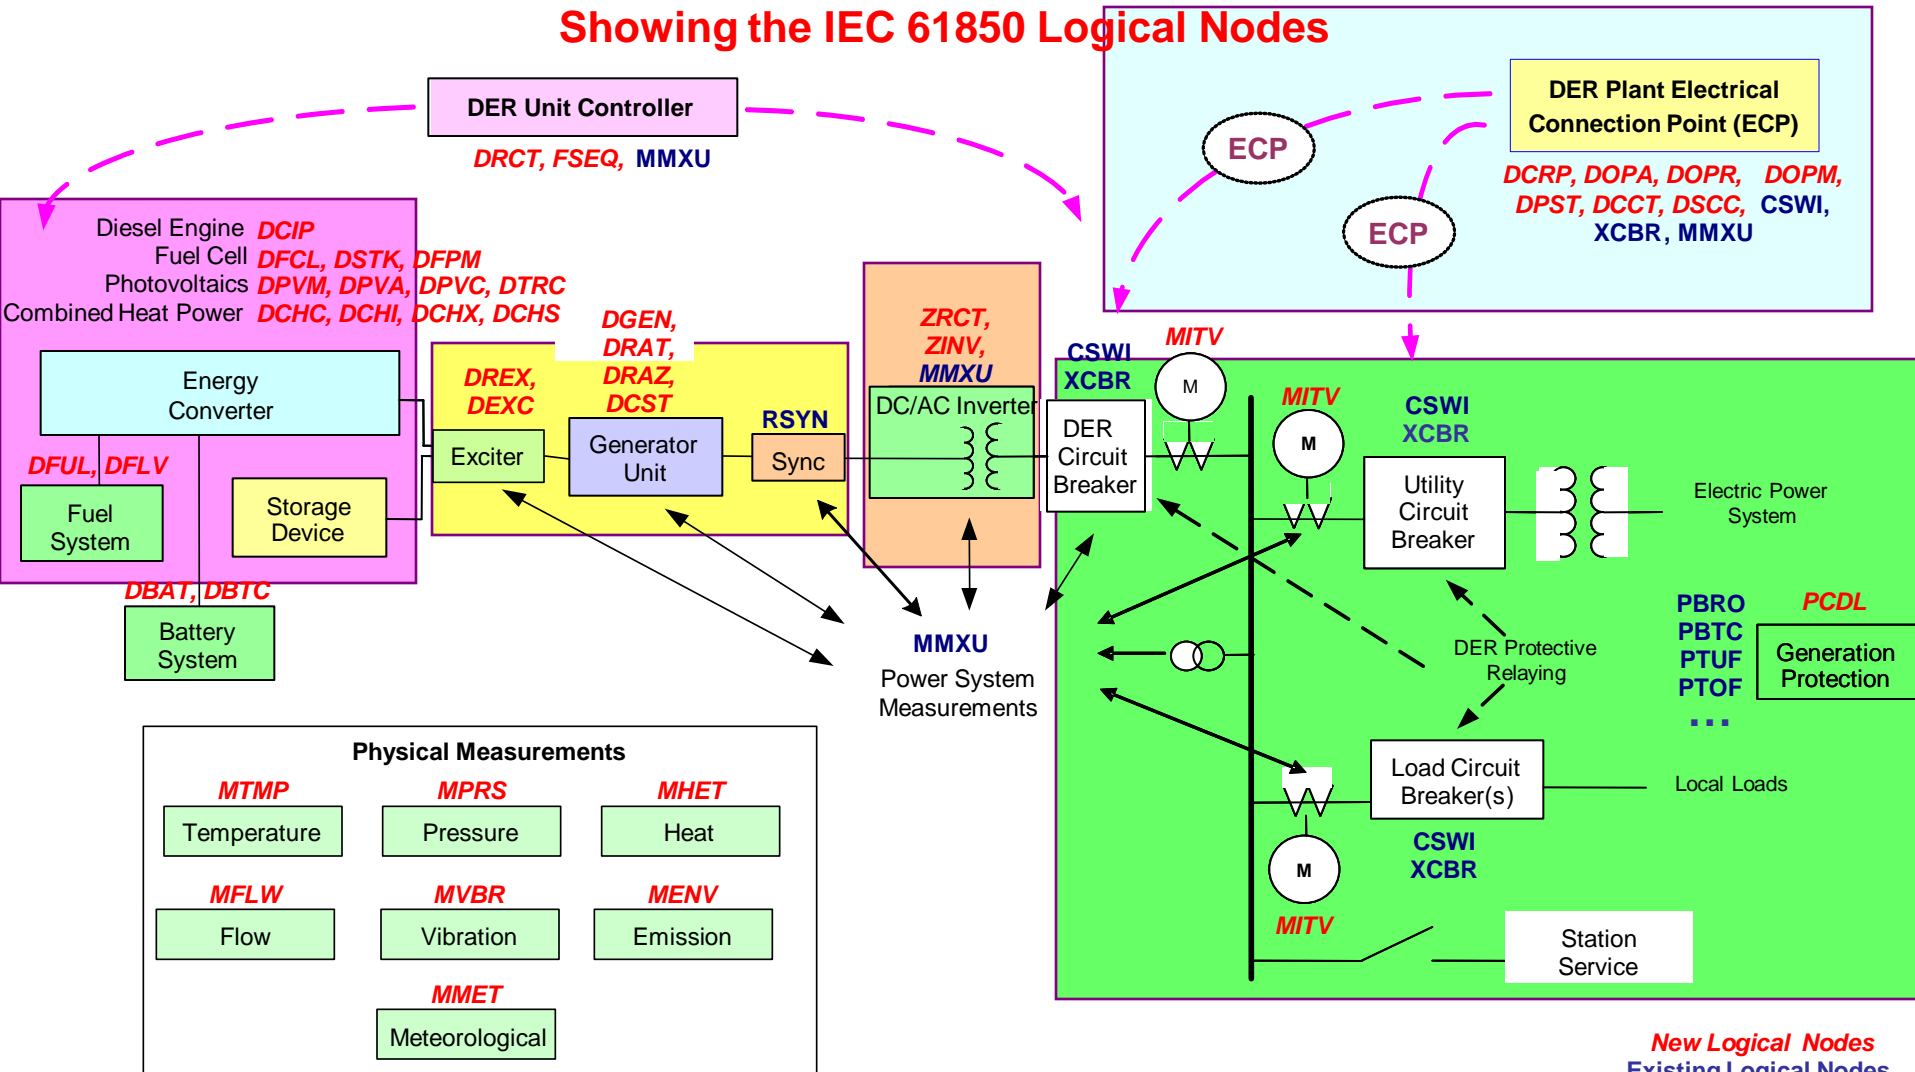 Showing the IEC 61850 Logical Nodes
DER Unit Controller
DRCT, FSEQ, MMXU
DER Plant Electrical
Connection Point (ECP)
ECP
ECP
DCRP, DOPA, DOPR, DOPM,
DPST, DCCT, DSCC, CSWI,
XCBR, MMXU
Diesel Engine DCIP
Fuel Cell DFCL, DSTK, DFPM
Photovoltaics DPVM, DPVA, DPVC, DTRC
Combined Heat Power DCHC, DCHI, DCHX, DCHS
Energy
Converter
DFUL, DFLV
Fuel
System
Storage
Device
DBAT, DBTC
Battery
System
DREX,
DEXC
Exciter
DGEN,
DRAT,
DRAZ,
DCST
Generator
Unit
RSYN
Sync
ZRCT,
ZINV,
MMXU
DC/AC Inverter
CSWI
XCBR
DER
Circuit
Breaker
MITV
M
MITV
M
CSWI
XCBR
Utility
Circuit
Breaker
Electric Power
System
MMXU
Power System
Measurements
DER Protective
Relaying
PBRO
PBTC
PTUF
PTOF
...
PCDL
Generation
Protection
Load Circuit
Breaker(s)
Local Loads
CSWI
XCBR
M
MITV
Station
Service
Physical Measurements
MTMP
Temperature
MPRS
Pressure
MHET
Heat
MFLW
Flow
MVBR
Vibration
MENV
Emission
MMET
Meteorological
New Logical Nodes
Existing Logical Nodes